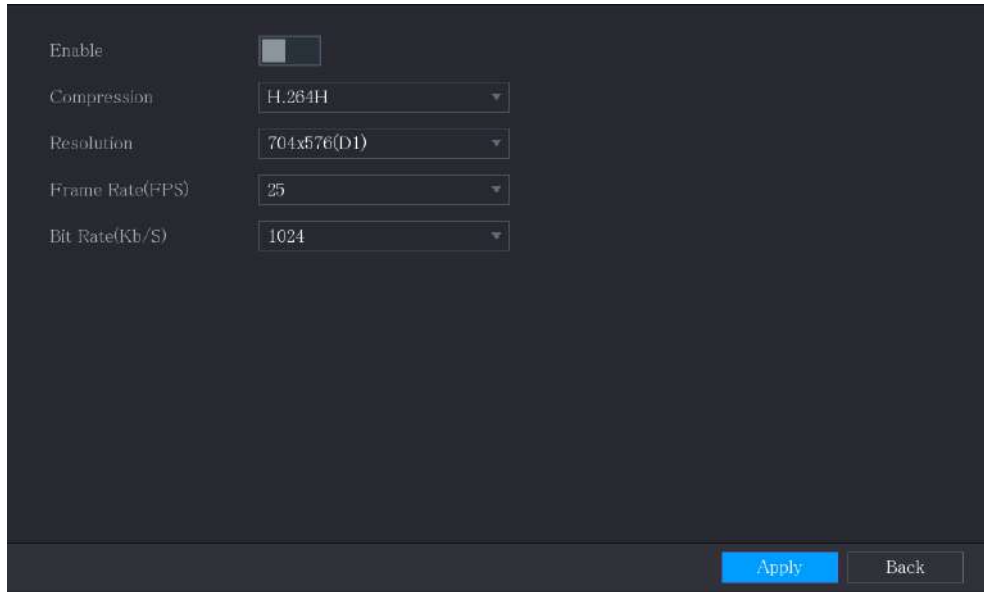 Enable
Compression H.264H
Resolution 704x576(D1)
Frame Rate(FPS) 25
Bit Rate(Kb/S) 1024
Apply Back